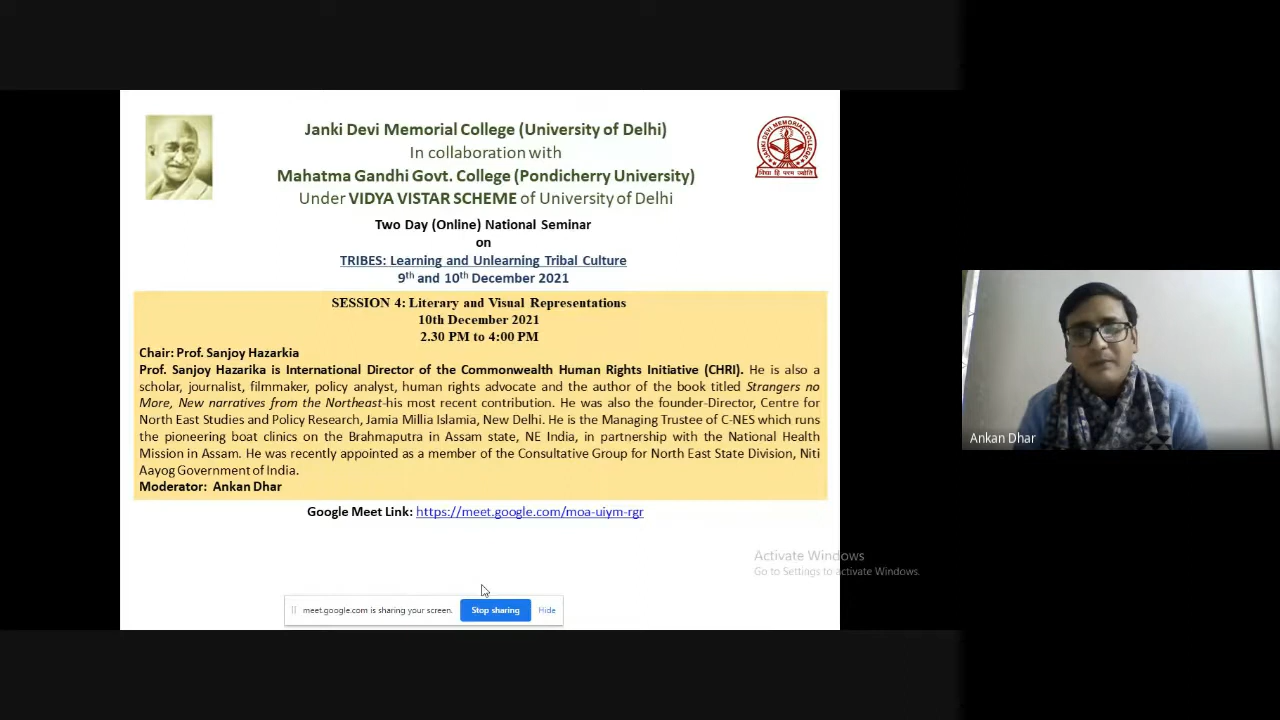 Janki Devi Memorial College (University of Delhi)
In collaboration with
Mahatma Gandhi Govt. College (Pondicherry University)
Under VIDYA VISTAR SCHEME of University of Delhi
JANKI DEVI MEMORIAL COLLEGE
विद्या हि परम ज्योति
Two Day (Online) National Seminar
on
TRIBES: Learning and Unlearning Tribal Culture
9th and 10th December 2021
SESSION 4: Literary and Visual Representations
10th December 2021
2.30 PM to 4:00 PM
Chair: Prof. Sanjoy Hazarkia
Prof. Sanjoy Hazarika is International Director of the Commonwealth Human Rights Initiative (CHRI). He is also a
scholar, journalist, filmmaker, policy analyst, human rights advocate and the author of the book titled Strangers no
More, New narratives from the Northeast-his most recent contribution. He was also the founder-Director, Centre for
North East Studies and Policy Research, Jamia Millia Islamia, New Delhi. He is the Managing Trustee of C-NES which runs
the pioneering boat clinics on the Brahmaputra in Assam state, NE India, in partnership with the National Health
Mission in Assam. He was recently appointed as a member of the Consultative Group for North East State Division, Niti
Aayog Government of India.
Moderator: Ankan Dhar
Google Meet Link: https://meet.google.com/moa-uiym-rgr
Ankan Dhar
Activate Windows
Go to Settings to activate Windows.
meet.google.com is sharing your screen. Stop sharing Hide